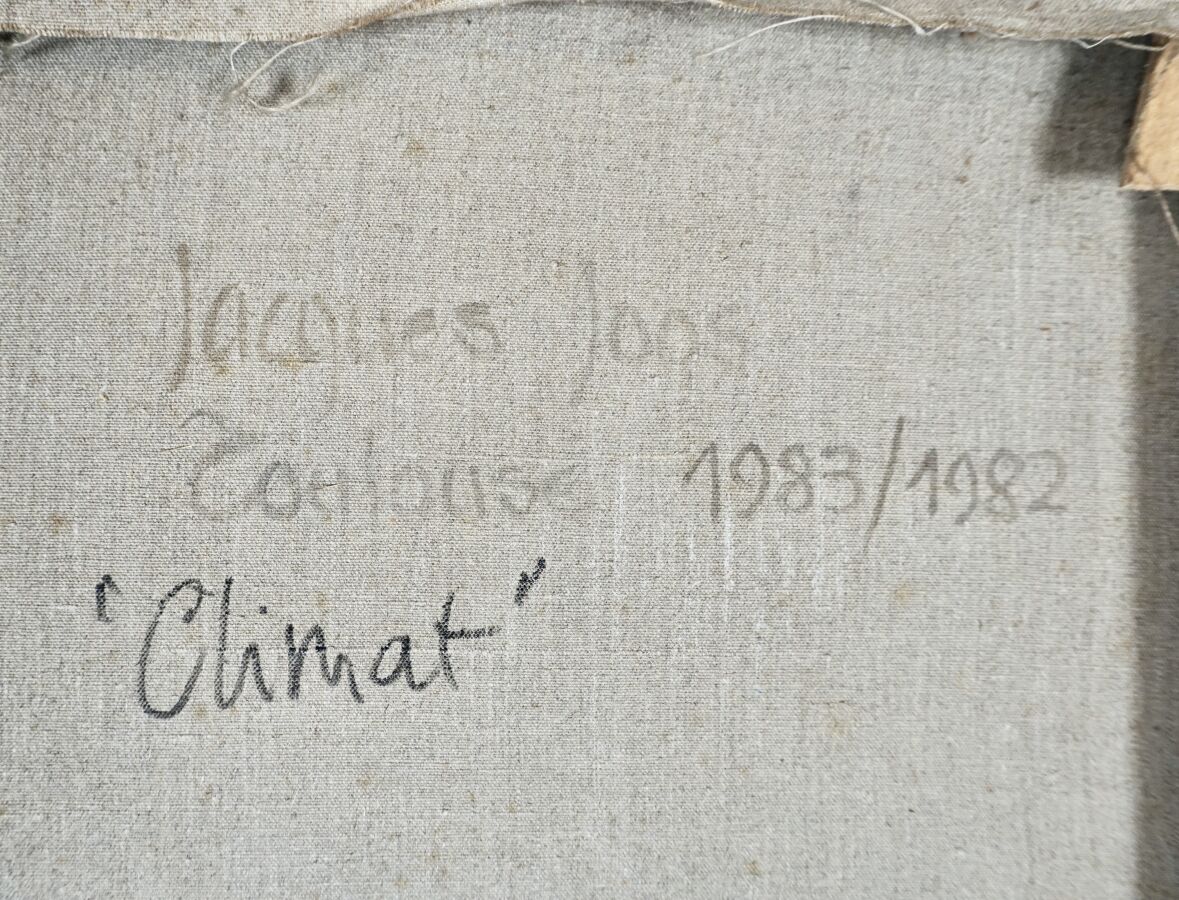 Jacques Joos
Toulouse 1983/1982
"Climat"